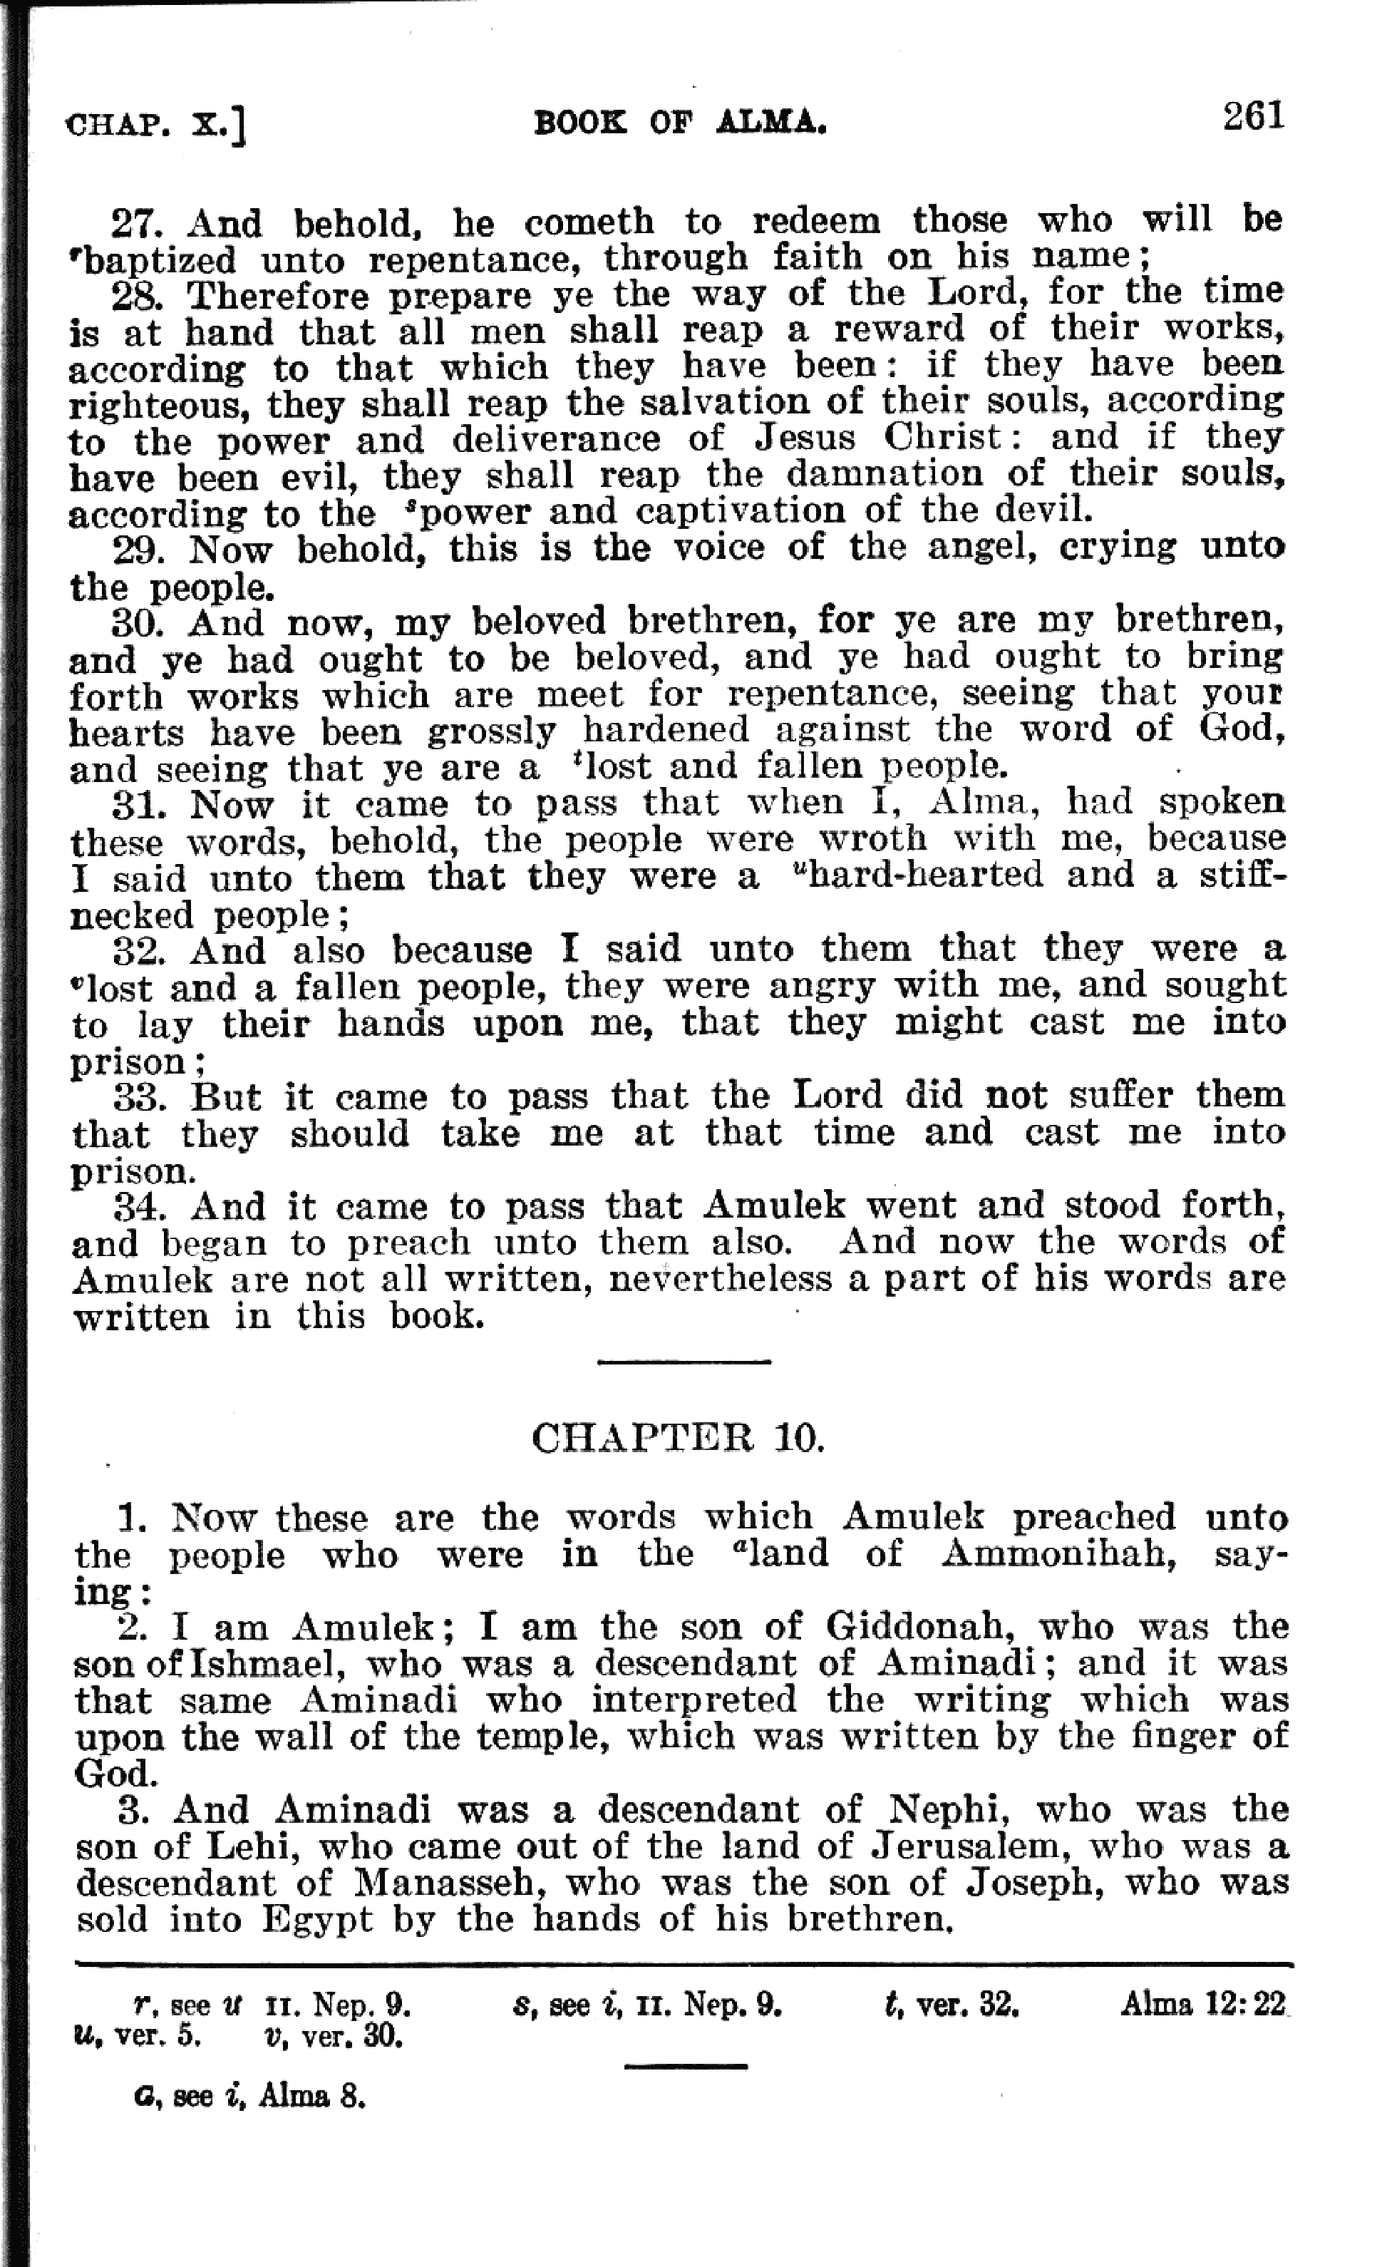 CHAP. X.] BOOK OF ALMA. 261
27. And behold, he cometh to redeem those who will be
rbaptized unto repentance, through faith on his name;
28. Therefore prepare ye the way of the Lord, for the time
is at hand that all men shall reap a reward of their works,
according to that which they have been: if they have been
righteous, they shall reap the salvation of their souls, according
to the power and deliverance of Jesus Christ: and if they
have been evil, they shall reap the damnation of their souls,
according to the spower and captivation of the devil.
29. Now behold, this is the voice of the angel, crying unto
the people.
30. And now, my beloved brethren, for ye are my brethren,
and ye had ought to be beloved, and ye had ought to bring
forth works which are meet for repentance, seeing that your
hearts have been grossly hardened against the word of God,
and seeing that ye are a tlost and fallen people.
31. Now it came to pass that when I, Alma, had spoken
these words, behold, the people were wroth with me, because
I said unto them that they were a uhard-hearted and a stiff-
necked people;
32. And also because I said unto them that they were a
vlost and a fallen people, they were angry with me, and sought
to lay their hands upon me, that they might cast me into
prison;
33. But it came to pass that the Lord did not suffer them
that they should take me at that time and cast me into
prison.
34. And it came to pass that Amulek went and stood forth,
and began to preach unto them also. And now the words of
Amulek are not all written, nevertheless a part of his words are
written in this book.
CHAPTER 10.
1. Now these are the words which Amulek preached unto
the people who were in the aland of Ammonihah, say-
ing:
2. I am Amulek; I am the son of Giddonah, who was the
son of Ishmael, who was a descendant of Aminadi; and it was
that same Aminadi who interpreted the writing which was
upon the wall of the temple, which was written by the finger of
God.
3. And Aminadi was a descendant of Nephi, who was the
son of Lehi, who came out of the land of Jerusalem, who was a
descendant of Manasseh, who was the son of Joseph, who was
sold into Egypt by the hands of his brethren.
r, see u II. Nep. 9. s, see i, II. Nep. 9. t, ver. 32. Alma 12:22.
u, ver. 5. v, ver. 30.
a, see i, Alma 8.